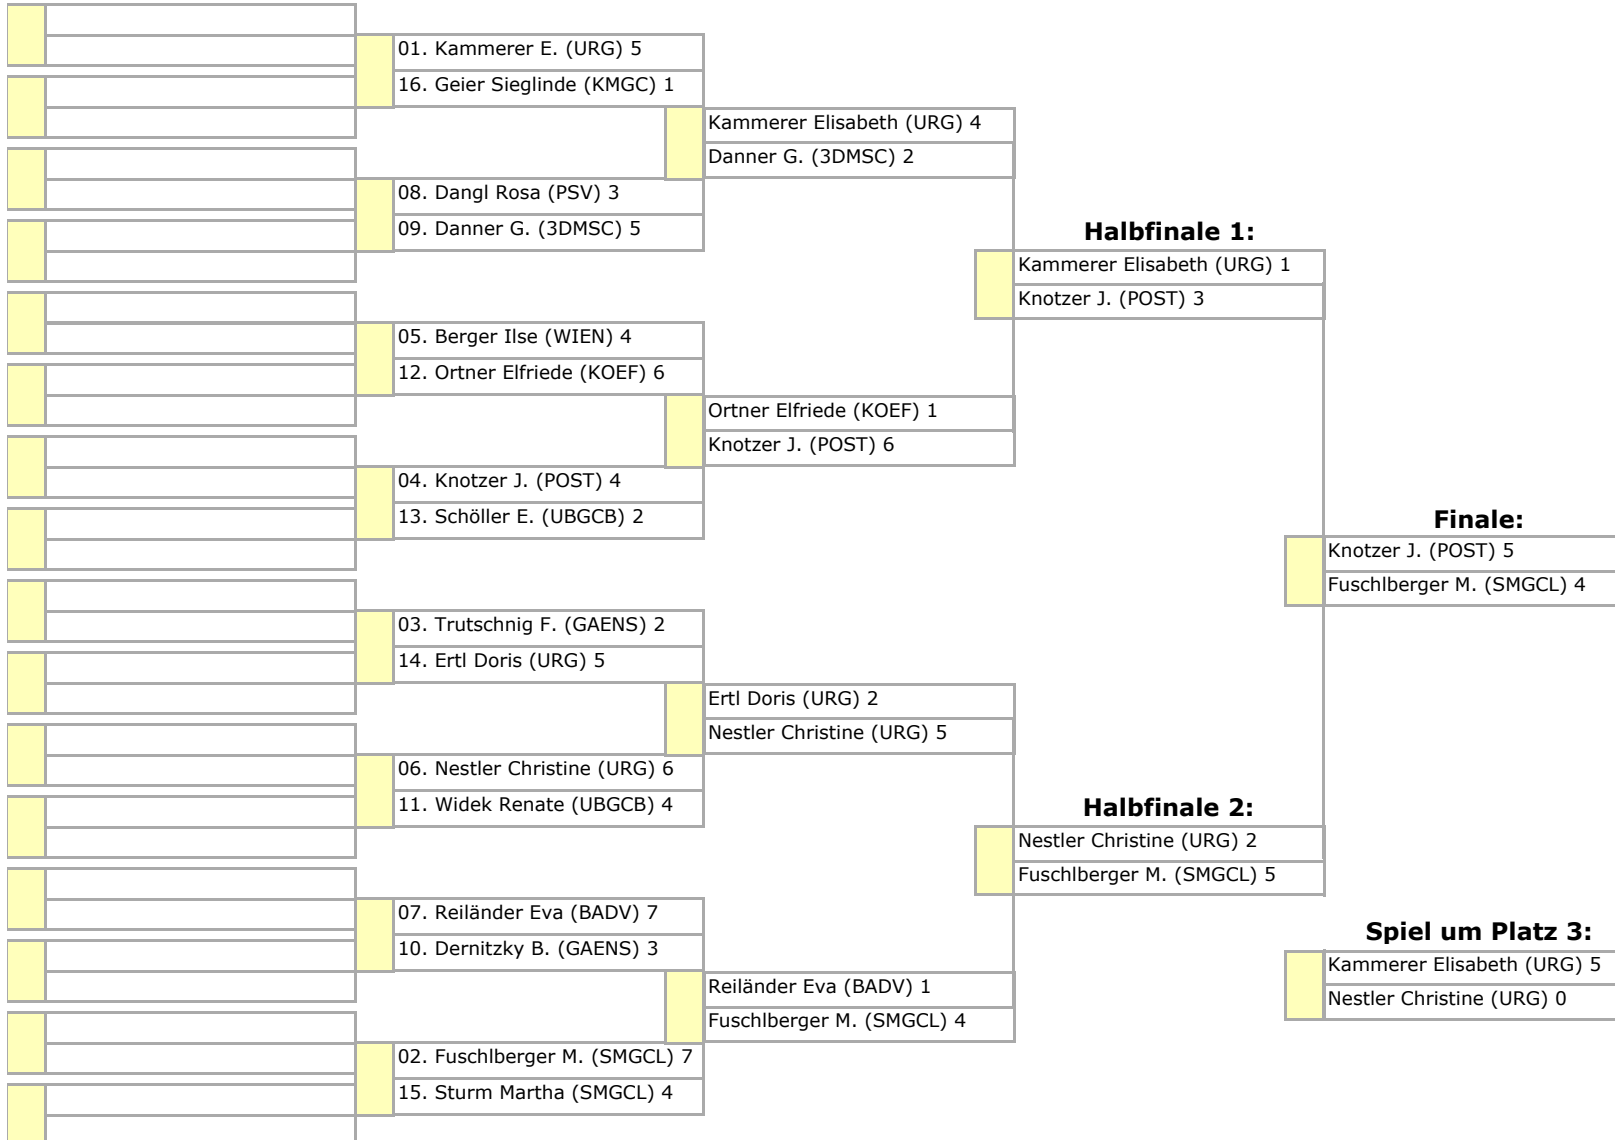 01. Kammerer E. (URG) 5
16. Geier Sieglinde (KMGC) 1
08. Dangl Rosa (PSV) 3
09. Danner G. (3DMSC) 5
05. Berger Ilse (WIEN) 4
12. Ortner Elfriede (KOEF) 6
04. Knotzer J. (POST) 4
13. Schöller E. (UBGCB) 2
03. Trutschnig F. (GAENS) 2
14. Ertl Doris (URG) 5
06. Nestler Christine (URG) 6
11. Widek Renate (UBGCB) 4
07. Reiländer Eva (BADV) 7
10. Dernitzky B. (GAENS) 3
02. Fuschlberger M. (SMGCL) 7
15. Sturm Martha (SMGCL) 4
Kammerer Elisabeth (URG) 4
Danner G. (3DMSC) 2
Ortner Elfriede (KOEF) 1
Knotzer J. (POST) 6
Ertl Doris (URG) 2
Nestler Christine (URG) 5
Reiländer Eva (BADV) 1
Fuschlberger M. (SMGCL) 4
Halbfinale 1:
Kammerer Elisabeth (URG) 1
Knotzer J. (POST) 3
Halbfinale 2:
Nestler Christine (URG) 2
Fuschlberger M. (SMGCL) 5
Finale:
Knotzer J. (POST) 5
Fuschlberger M. (SMGCL) 4
Spiel um Platz 3:
Kammerer Elisabeth (URG) 5
Nestler Christine (URG) 0